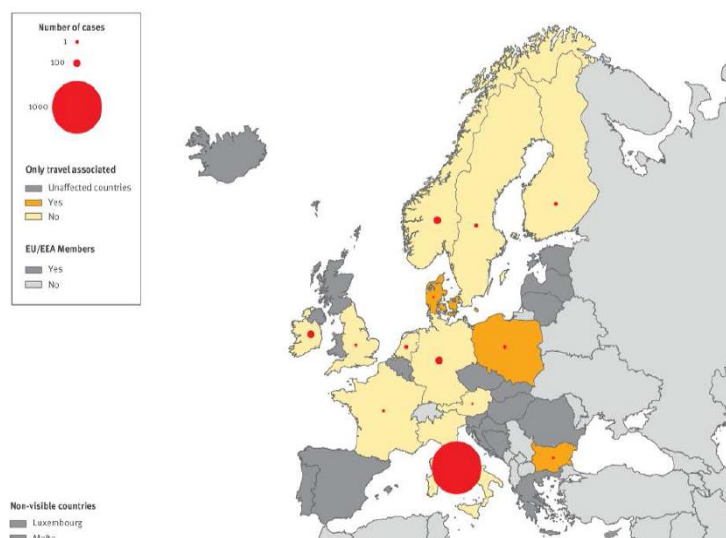 Number of cases
1
100
1000
Only travel associated
Unaffected countries
Yes
No
EU/EEA Members
Yes
No
Non-visible countries
Luxembourg
Malta